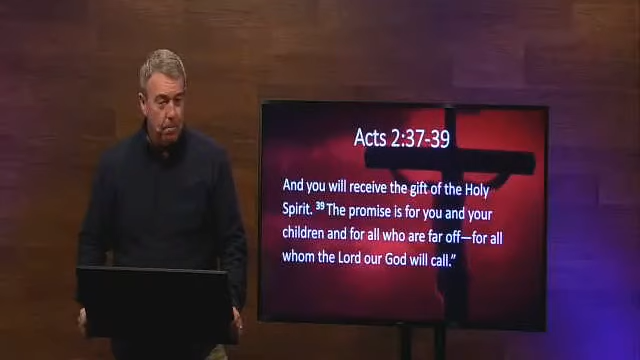 Acts 2:37-39
And you will receive the gift of the Holy
Spirit. 39 The promise is for you and your
children and for all who are far off—for all
whom the Lord our God will call.”